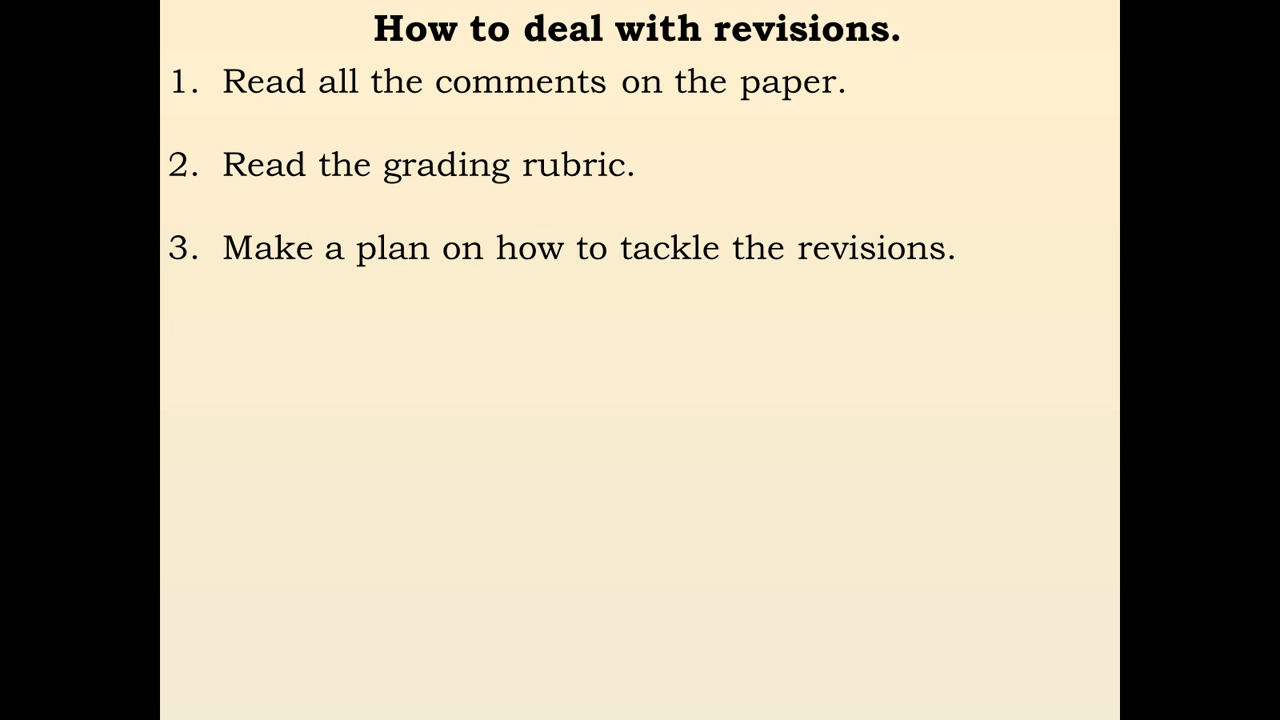 How to deal with revisions.
1. Read all the comments on the paper.
2. Read the grading rubric.
3. Make a plan on how to tackle the revisions.